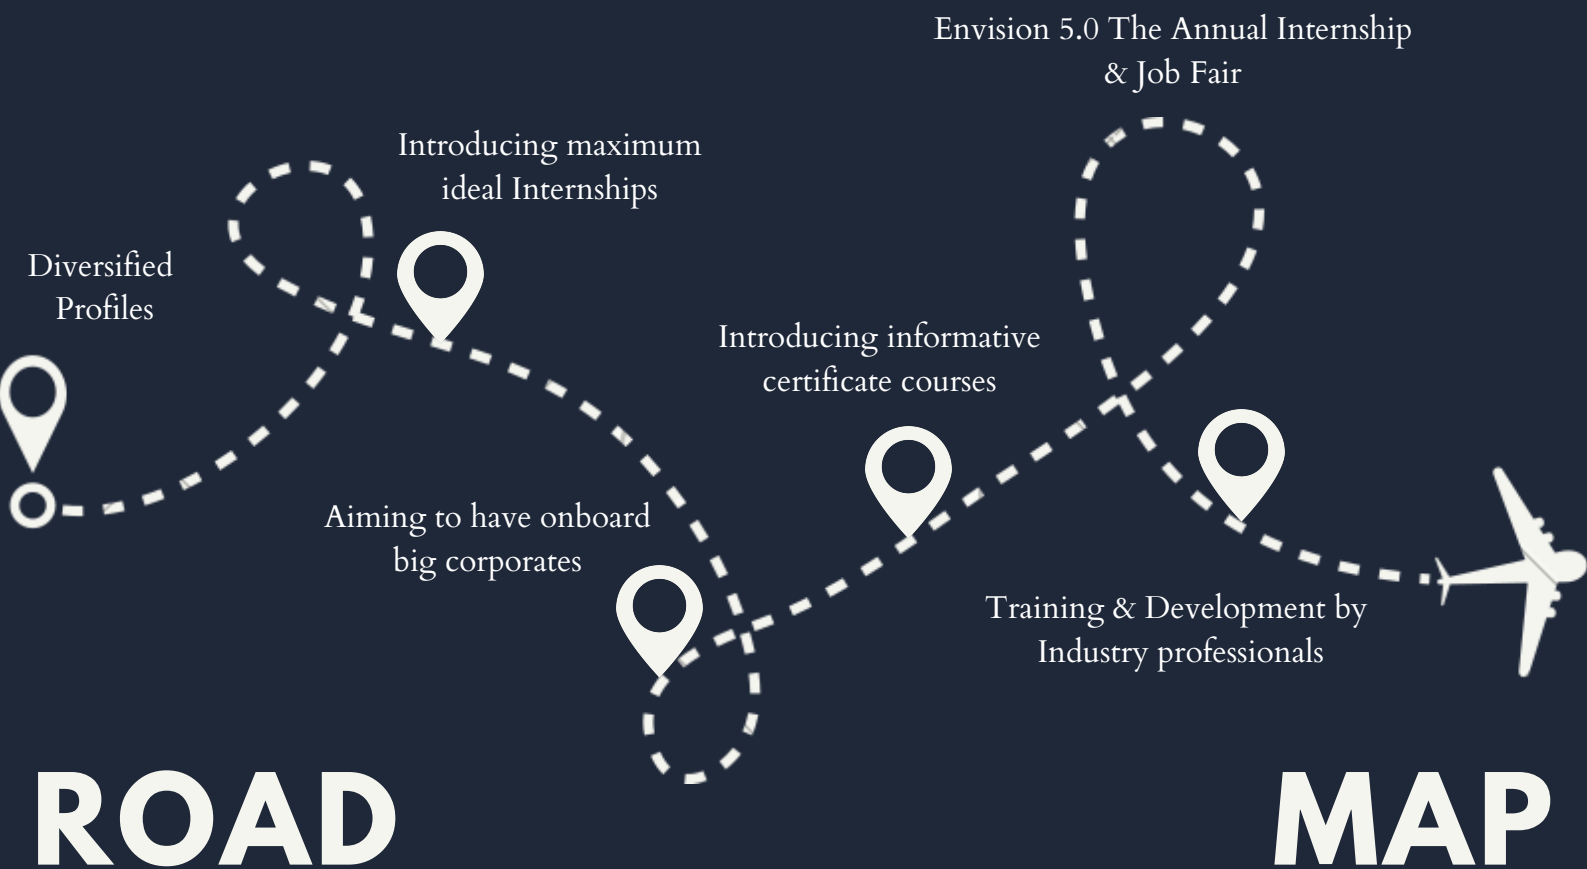 Envision 5.0 The Annual Internship
& Job Fair
Introducing maximum
ideal Internships
Diversified
Profiles
Introducing informative
certificate courses
Aiming to have onboard
big corporates
Training & Development by
Industry professionals
ROAD
MAP